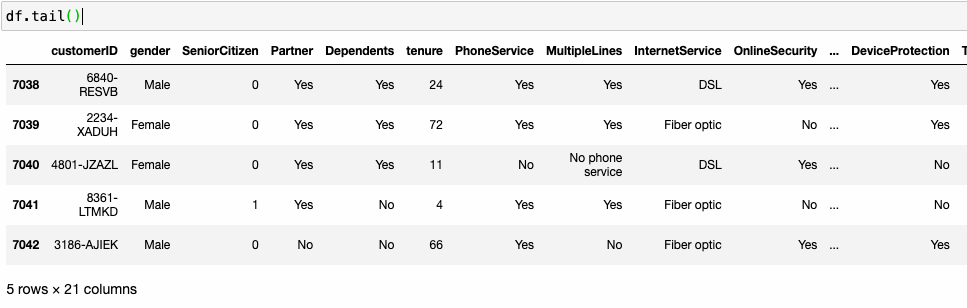 df.tail()
customerID gender SeniorCitizen Partner Dependents tenure PhoneService MultipleLines InternetService OnlineSecurity ... DeviceProtection T
7038 6840-RESVB Male 0 Yes Yes 24 Yes Yes DSL Yes ... Yes
7039 2234-XADUH Female 0 Yes Yes 72 Yes Yes Fiber optic No ... Yes
7040 4801-JZAZL Female 0 Yes Yes 11 No No phone service DSL Yes ... No
7041 8361-LTMKD Male 1 Yes No 4 Yes Yes Fiber optic No ... No
7042 3186-AJIEK Male 0 No No 66 Yes No Fiber optic Yes ... Yes
5 rows × 21 columns